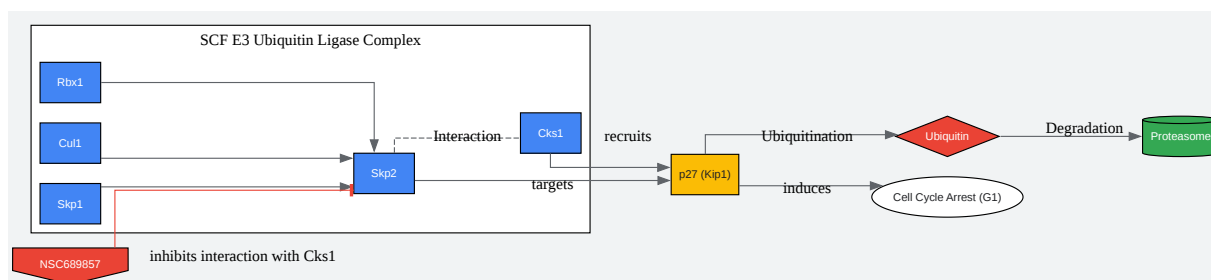 SCF E3 Ubiquitin Ligase Complex
Rbx1
Cul1
Skp1
Skp2
Interaction
Cks1
recruits
targets
p27 (Kip1)
Ubiquitination
induces
Ubiquitin
Cell Cycle Arrest (G1)
Degradation
Proteasome
NSC689857
inhibits interaction with Cks1